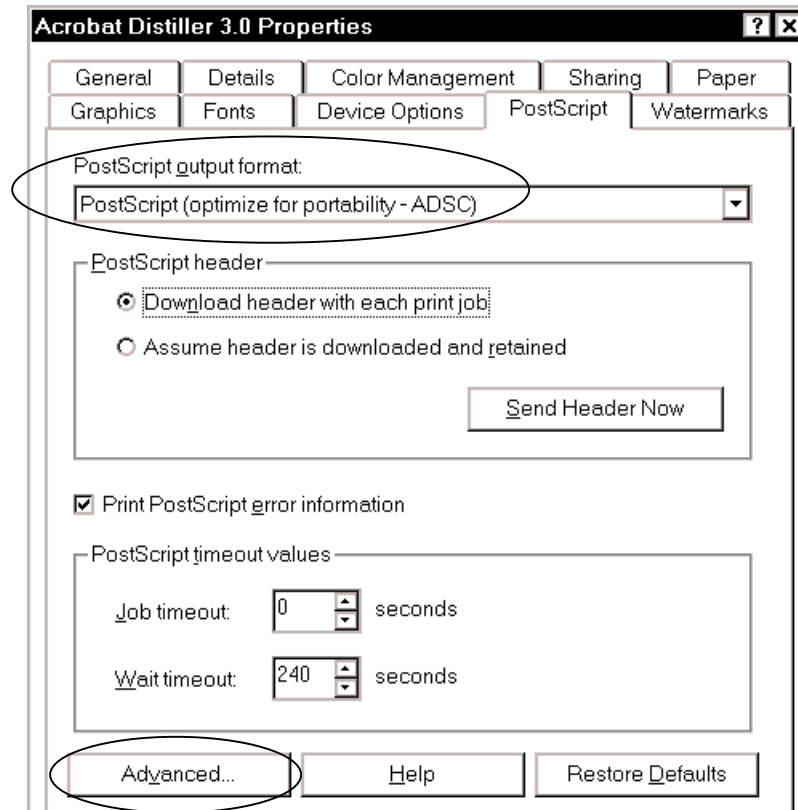 Acrobat Distiller 3.0 Properties ? X
General Details Color Management Sharing Paper
Graphics Fonts Device Options PostScript Watermarks
PostScript output format:
PostScript (optimize for portability - ADSC)
PostScript header
Download header with each print job
Assume header is downloaded and retained
Send Header Now
Print PostScript error information
PostScript timeout values
Job timeout: 0 seconds
Wait timeout: 240 seconds
Advanced... Help Restore Defaults